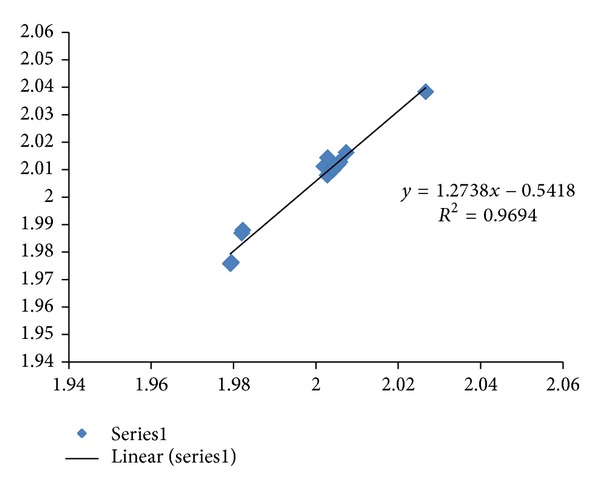 2.06
2.05
2.04
2.03
2.02
2.01
2
1.99
1.98
1.97
1.96
1.95
1.94
y = 1.2738x − 0.5418
R² = 0.9694
1.94 1.96 1.98 2 2.02 2.04 2.06
Series1
Linear (series1)